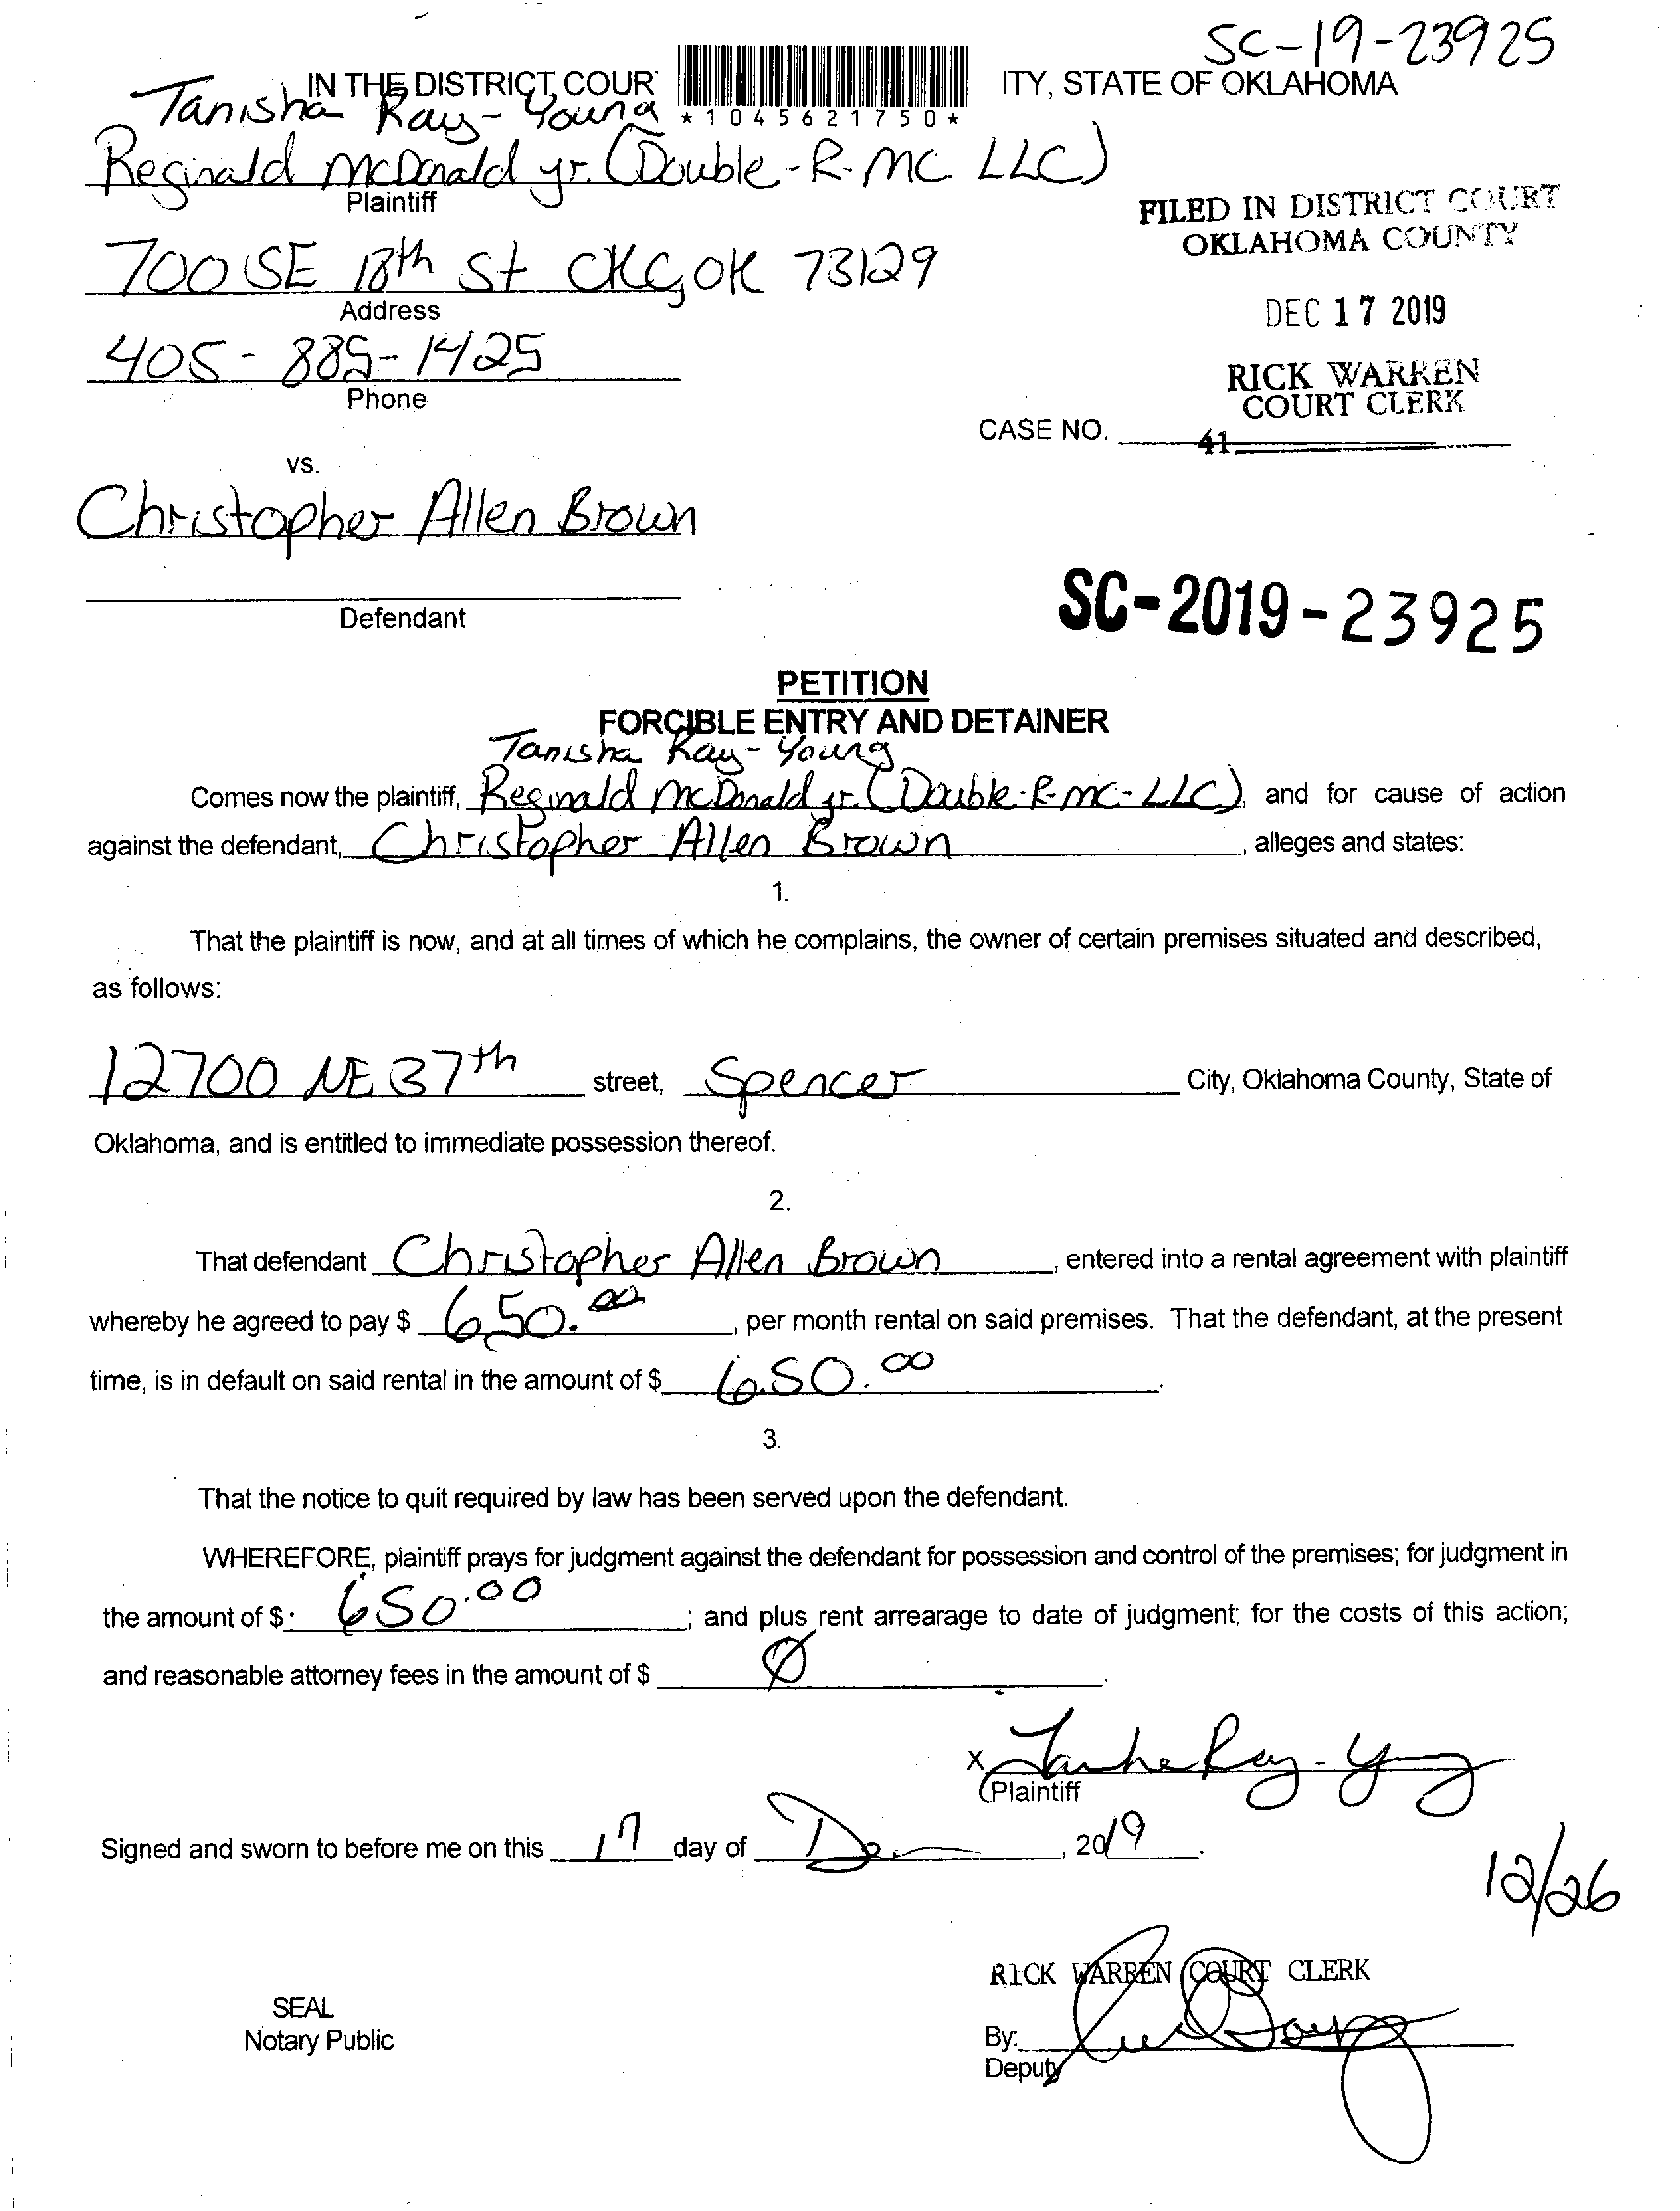 SC-19-23925
IN THE DISTRICT COUR ITY, STATE OF OKLAHOMA
*1045621750*
Tanisha Ray-Young
Reginald McDonald jr. (Double-R-MC LLC)
Plaintiff
FILED IN DISTRICT COURT
OKLAHOMA COUNTY
700 SE 18th St OKC, OK 73129
Address
DEC 17 2019
405-885-1425
Phone
RICK WARREN
COURT CLERK
CASE NO.
41
vs.
Christopher Allen Brown
Defendant
SC-2019-23925
PETITION
FORCIBLE ENTRY AND DETAINER
Tanisha Ray-Young
Comes now the plaintiff, Reginald McDonald jr. (Double-R-MC-LLC), and for cause of action
against the defendant, Christopher Allen Brown, alleges and states:
1.
That the plaintiff is now, and at all times of which he complains, the owner of certain premises situated and described,
as follows:
12700 NE 37th street, Spencer City, Oklahoma County, State of
Oklahoma, and is entitled to immediate possession thereof.
2.
That defendant Christopher Allen Brown, entered into a rental agreement with plaintiff
whereby he agreed to pay $ 650.00, per month rental on said premises. That the defendant, at the present
time, is in default on said rental in the amount of $ 650.00.
3.
That the notice to quit required by law has been served upon the defendant.
WHEREFORE, plaintiff prays for judgment against the defendant for possession and control of the premises; for judgment in
the amount of $ 650.00; and plus rent arrearage to date of judgment; for the costs of this action;
and reasonable attorney fees in the amount of $ Ø.
x Tanisha Ray-Young
Plaintiff
Signed and sworn to before me on this 17 day of Dec, 2019.
12/26
RICK WARREN COURT CLERK
SEAL
Notary Public
By:
Deputy